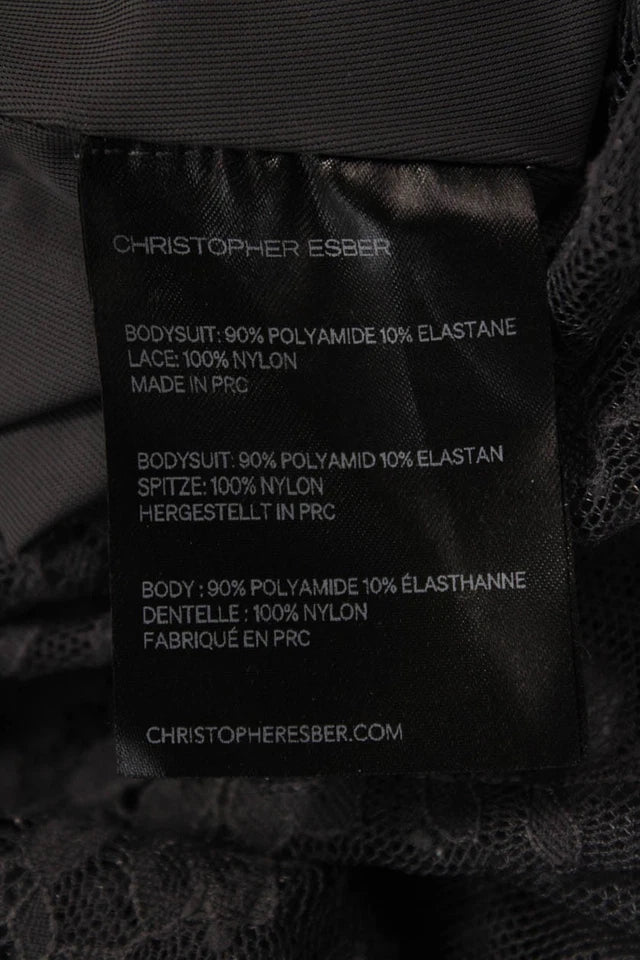 CHRISTOPHER ESBER
BODYSUIT: 90% POLYAMIDE 10% ELASTANE
LACE: 100% NYLON
MADE IN PRC
BODYSUIT: 90% POLYAMID 10% ELASTAN
SPITZE: 100% NYLON
HERGESTELLT IN PRC
BODY : 90% POLYAMIDE 10% ÉLASTHANNE
DENTELLE : 100% NYLON
FABRIQUÉ EN PRC
CHRISTOPHERESBER.COM